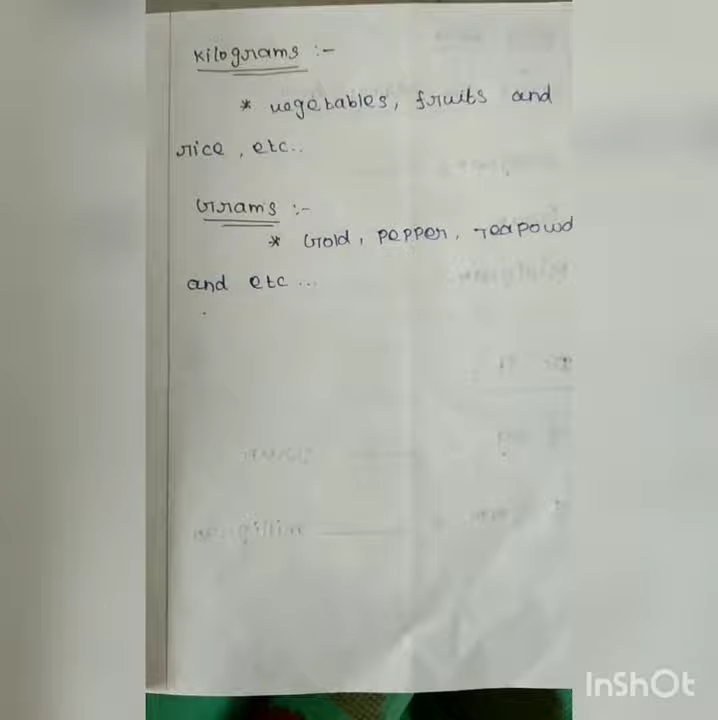 Kilograms :-
* vegetables, fruits and
rice, etc..
Grams :-
* Gold, pepper, Teapowd
and etc...
InShOt